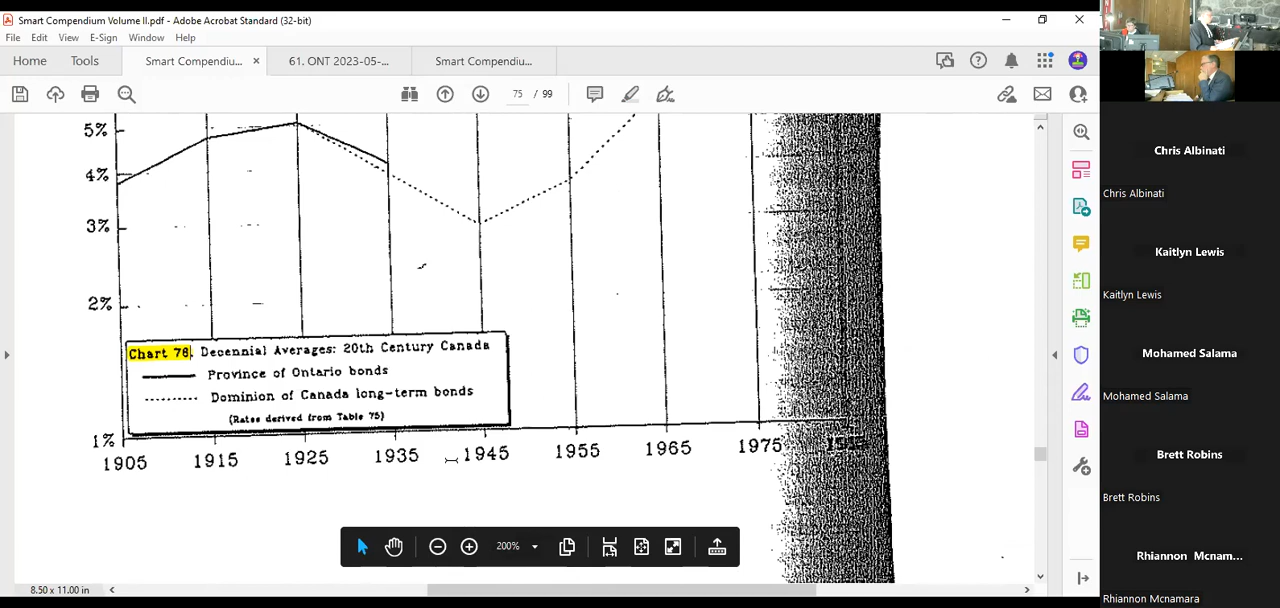 Smart Compendium Volume II.pdf - Adobe Acrobat Standard (32-bit)
File Edit View E-Sign Window Help
Home Tools Smart Compendiu... × 61. ONT 2023-05-... Smart Compendiu...
75 / 99
5%
4%
3%
2%
1%
Chart 76. Decennial Averages: 20th Century Canada
Province of Ontario bonds
Dominion of Canada long-term bonds
(Rates derived from Table 75)
1905 1915 1925 1935 1945 1955 1965 1975
200%
8.50 x 11.00 in
Chris Albinati
Chris Albinati
Kaitlyn Lewis
Kaitlyn Lewis
Mohamed Salama
Mohamed Salama
Brett Robins
Brett Robins
Rhiannon Mcnam...
Rhiannon Mcnamara